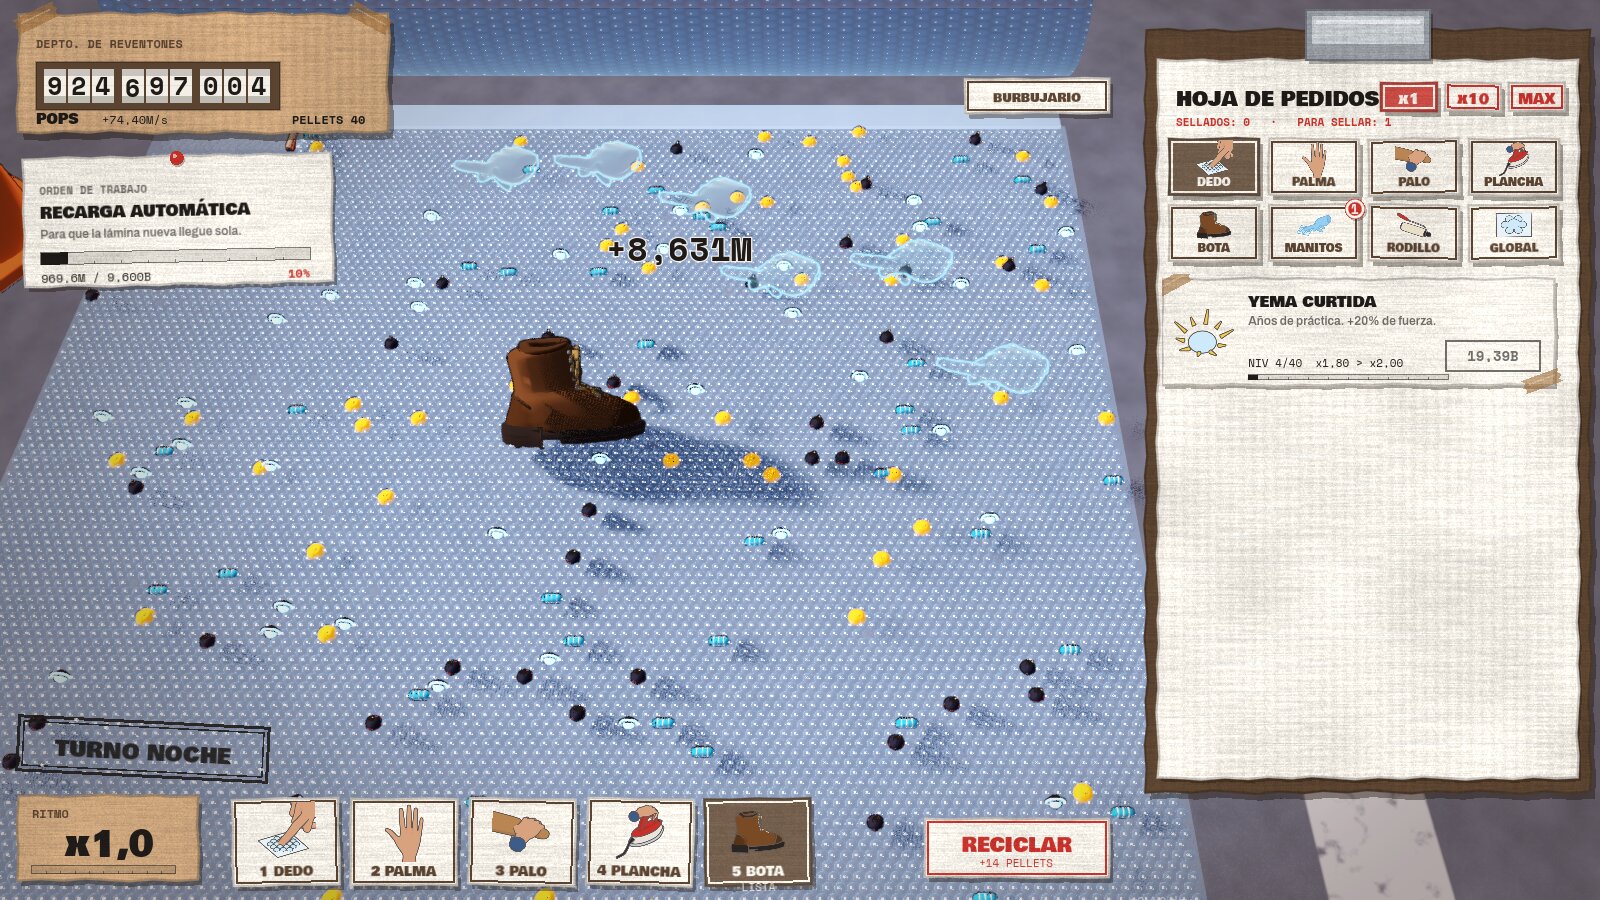 DEPTO. DE REVENTONES
924 697 004
POPS +74,40M/s PELLETS 40
ORDEN DE TRABAJO
RECARGA AUTOMÁTICA
Para que la lámina nueva llegue sola.
969.6M / 9.600B 10%
BURBUJARIO
+8,631M
HOJA DE PEDIDOS x1 x10 MAX
SELLADOS: 0 · PARA SELLAR: 1
DEDO PALMA PALO PLANCHA
1
BOTA MANITOS RODILLO GLOBAL
YEMA CURTIDA
Años de práctica. +20% de fuerza.
NIV 4/40 x1,80 > x2,00 19.39B
TURNO NOCHE
RITMO
x1,0
1 DEDO 2 PALMA 3 PALO 4 PLANCHA 5 BOTA
LISTA
RECICLAR
+14 PELLETS